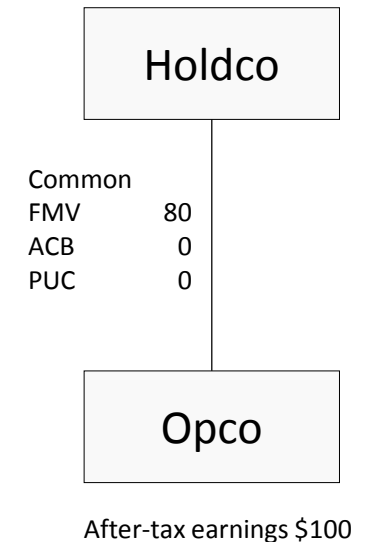 Holdco
Common
FMV 80
ACB 0
PUC 0
Opco
After-tax earnings $100